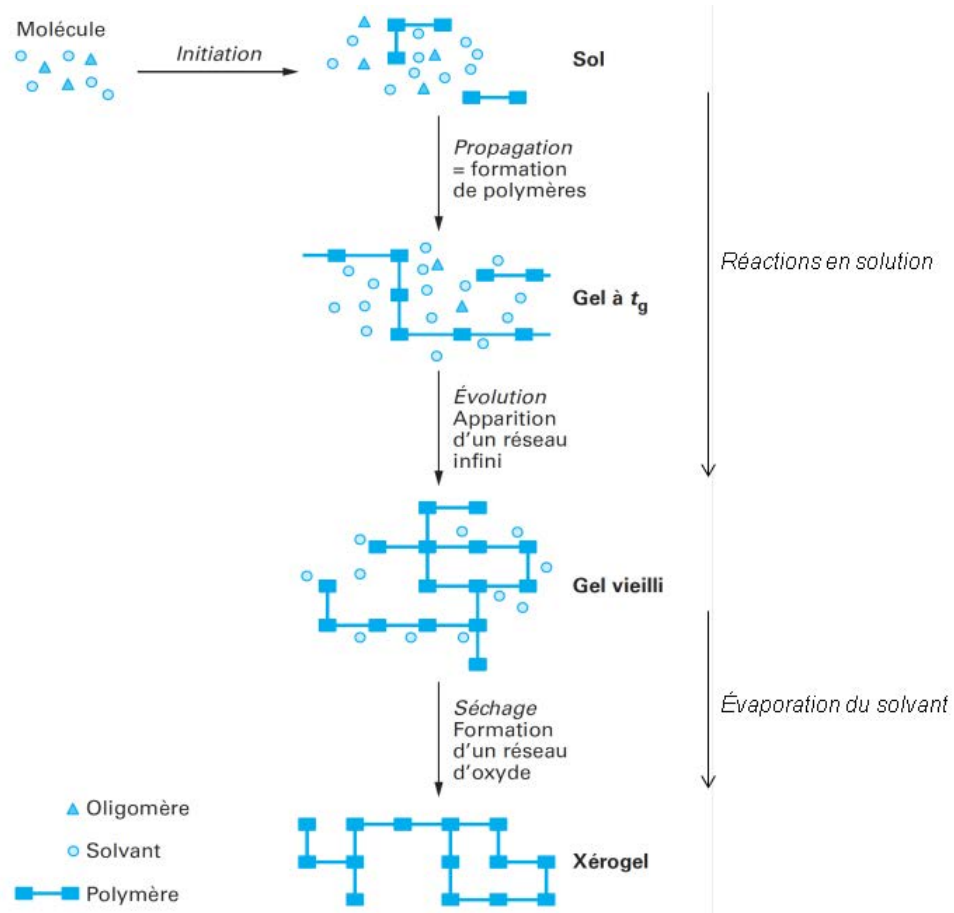 Molécule
Initiation
Sol
Propagation
= formation
de polymères
Réactions en solution
Gel à tg
Évolution
Apparition
d'un réseau
infini
Gel vieilli
Évaporation du solvant
Séchage
Formation
d'un réseau
d'oxyde
Oligomère
Solvant
Xérogel
Polymère